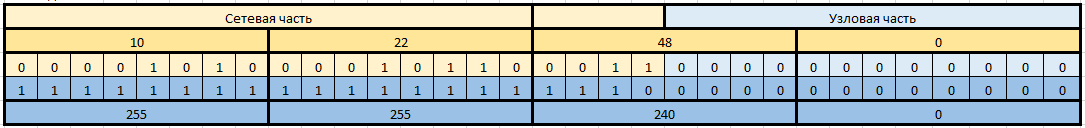 Сетевая часть Узловая часть
10 22 48 0
0 0 0 0 1 0 1 0 0 0 0 1 0 1 1 0 0 0 1 1 0 0 0 0 0 0 0 0 0 0 0 0
1 1 1 1 1 1 1 1 1 1 1 1 1 1 1 1 1 1 1 0 0 0 0 0 0 0 0 0 0 0 0 0
255 255 240 0